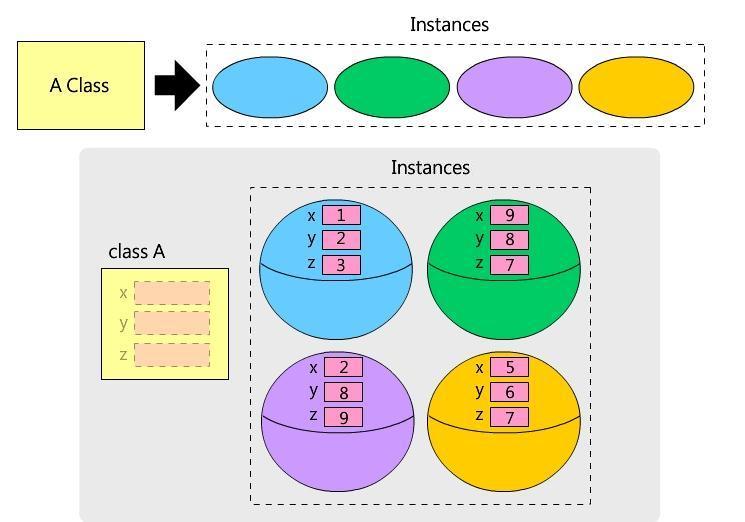 Instances
A Class
Instances
x 1
y 2
z 3
x 9
y 8
z 7
class A
x
y
z
x 2
y 8
z 9
x 5
y 6
z 7